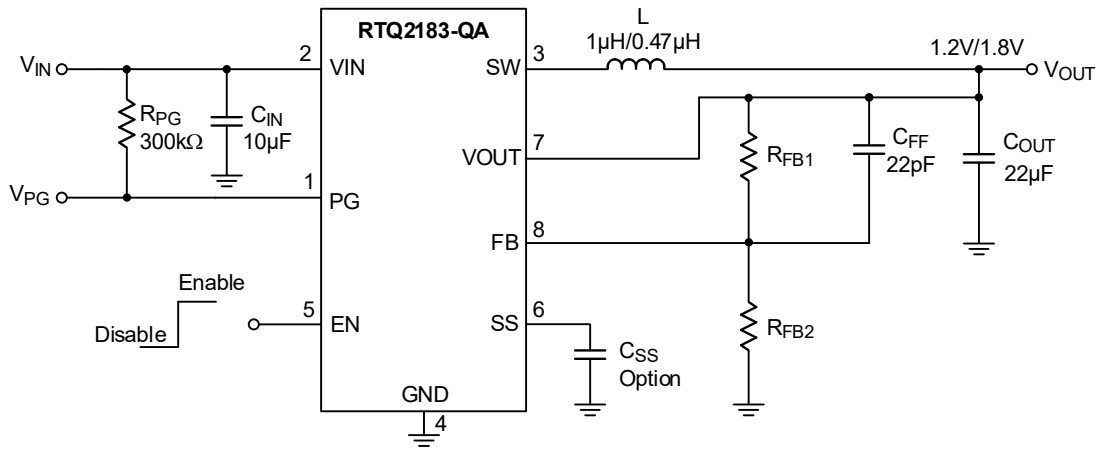 RTQ2183-QA
L
1μH/0.47μH
1.2V/1.8V
VIN
2
VIN
SW
3
VOUT
RPG
300kΩ
CIN
10μF
VOUT
7
RFB1
CFF
22pF
COUT
22μF
VPG
1
PG
FB
8
Enable
Disable
5
EN
SS
6
CSS
Option
RFB2
GND
4